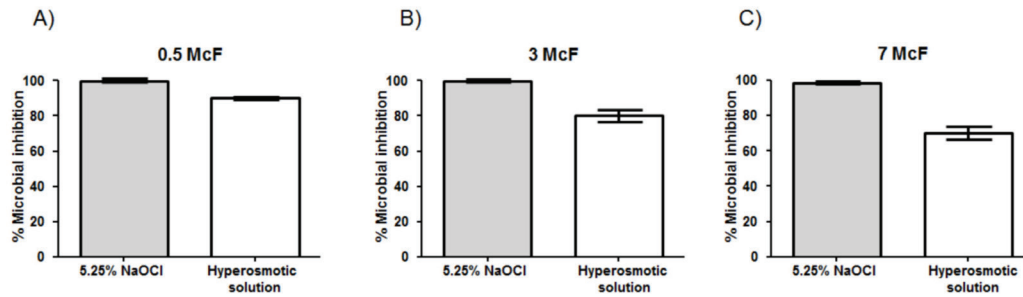 A)
0.5 McF
% Microbial inhibition
100
80
60
40
20
0
5.25% NaOCl
Hyperosmotic
solution
B)
3 McF
% Microbial inhibition
100
80
60
40
20
0
5.25% NaOCl
Hyperosmotic
solution
C)
7 McF
% Microbial inhibition
100
80
60
40
20
0
5.25% NaOCl
Hyperosmotic
solution